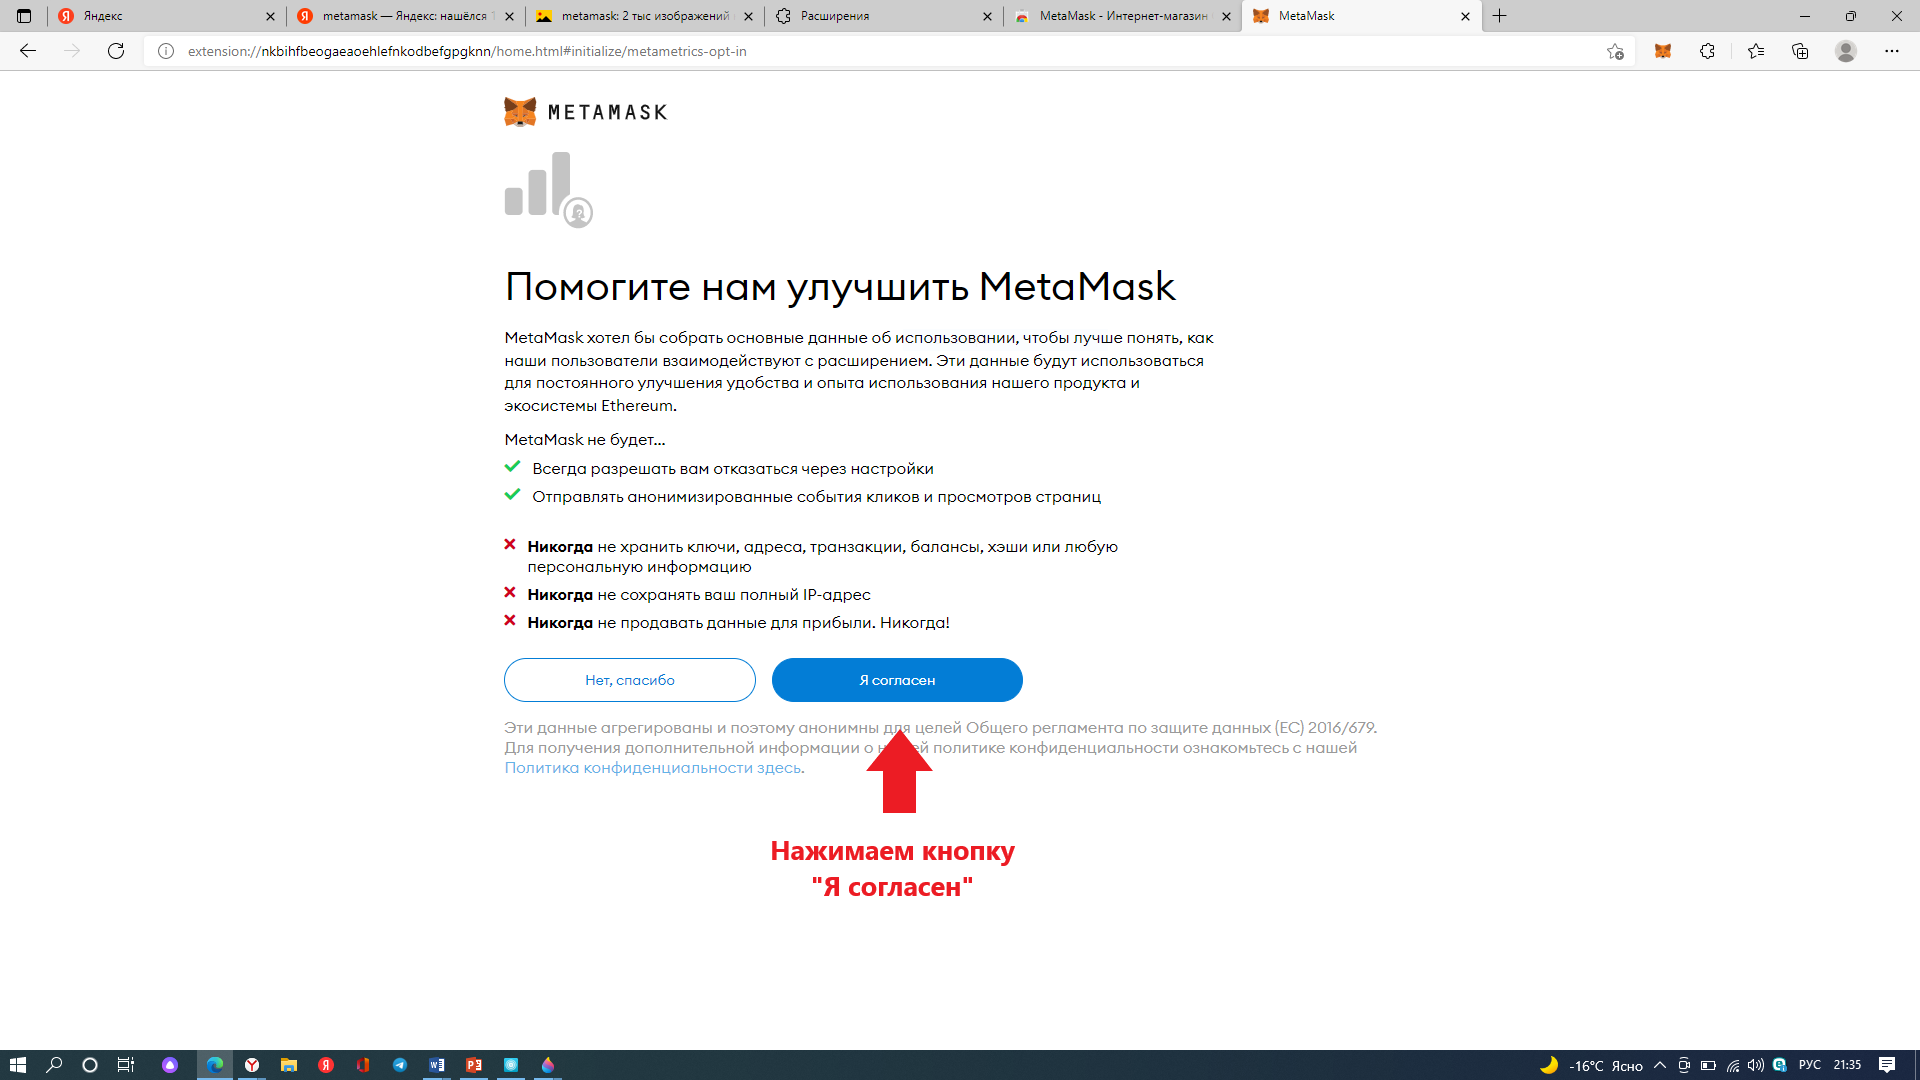 Яндекс
metamask — Яндекс: нашёлся
metamask: 2 тыс изображений
Расширения
MetaMask - Интернет-магазин
MetaMask
extension://nkbihfbeogaeaoehlefnkodbefgpgknn/home.html#initialize/metametrics-opt-in
METAMASK
Помогите нам улучшить MetaMask
MetaMask хотел бы собрать основные данные об использовании, чтобы лучше понять, как
наши пользователи взаимодействуют с расширением. Эти данные будут использоваться
для постоянного улучшения удобства и опыта использования нашего продукта и
экосистемы Ethereum.
MetaMask не будет...
Всегда разрешать вам отказаться через настройки
Отправлять анонимизированные события кликов и просмотров страниц
Никогда не хранить ключи, адреса, транзакции, балансы, хэши или любую
персональную информацию
Никогда не сохранять ваш полный IP-адрес
Никогда не продавать данные для прибыли. Никогда!
Нет, спасибо
Я согласен
Эти данные агрегированы и поэтому анонимны для целей Общего регламента по защите данных (ЕС) 2016/679.
Для получения дополнительной информации о нашей политике конфиденциальности ознакомьтесь с нашей
Политика конфиденциальности здесь.
Нажимаем кнопку
"Я согласен"
-16°C Ясно
РУС
21:35